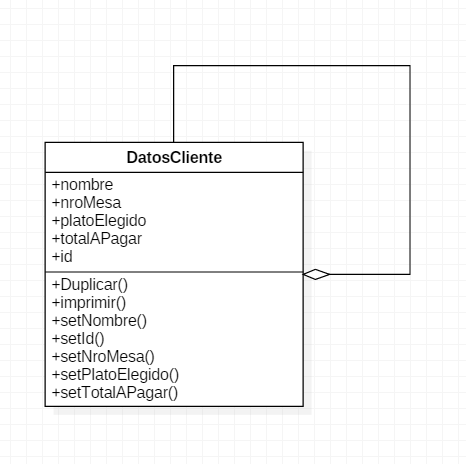 DatosCliente
+nombre
+nroMesa
+platoElegido
+totalAPagar
+id
+Duplicar()
+imprimir()
+setNombre()
+setId()
+setNroMesa()
+setPlatoElegido()
+setTotalAPagar()